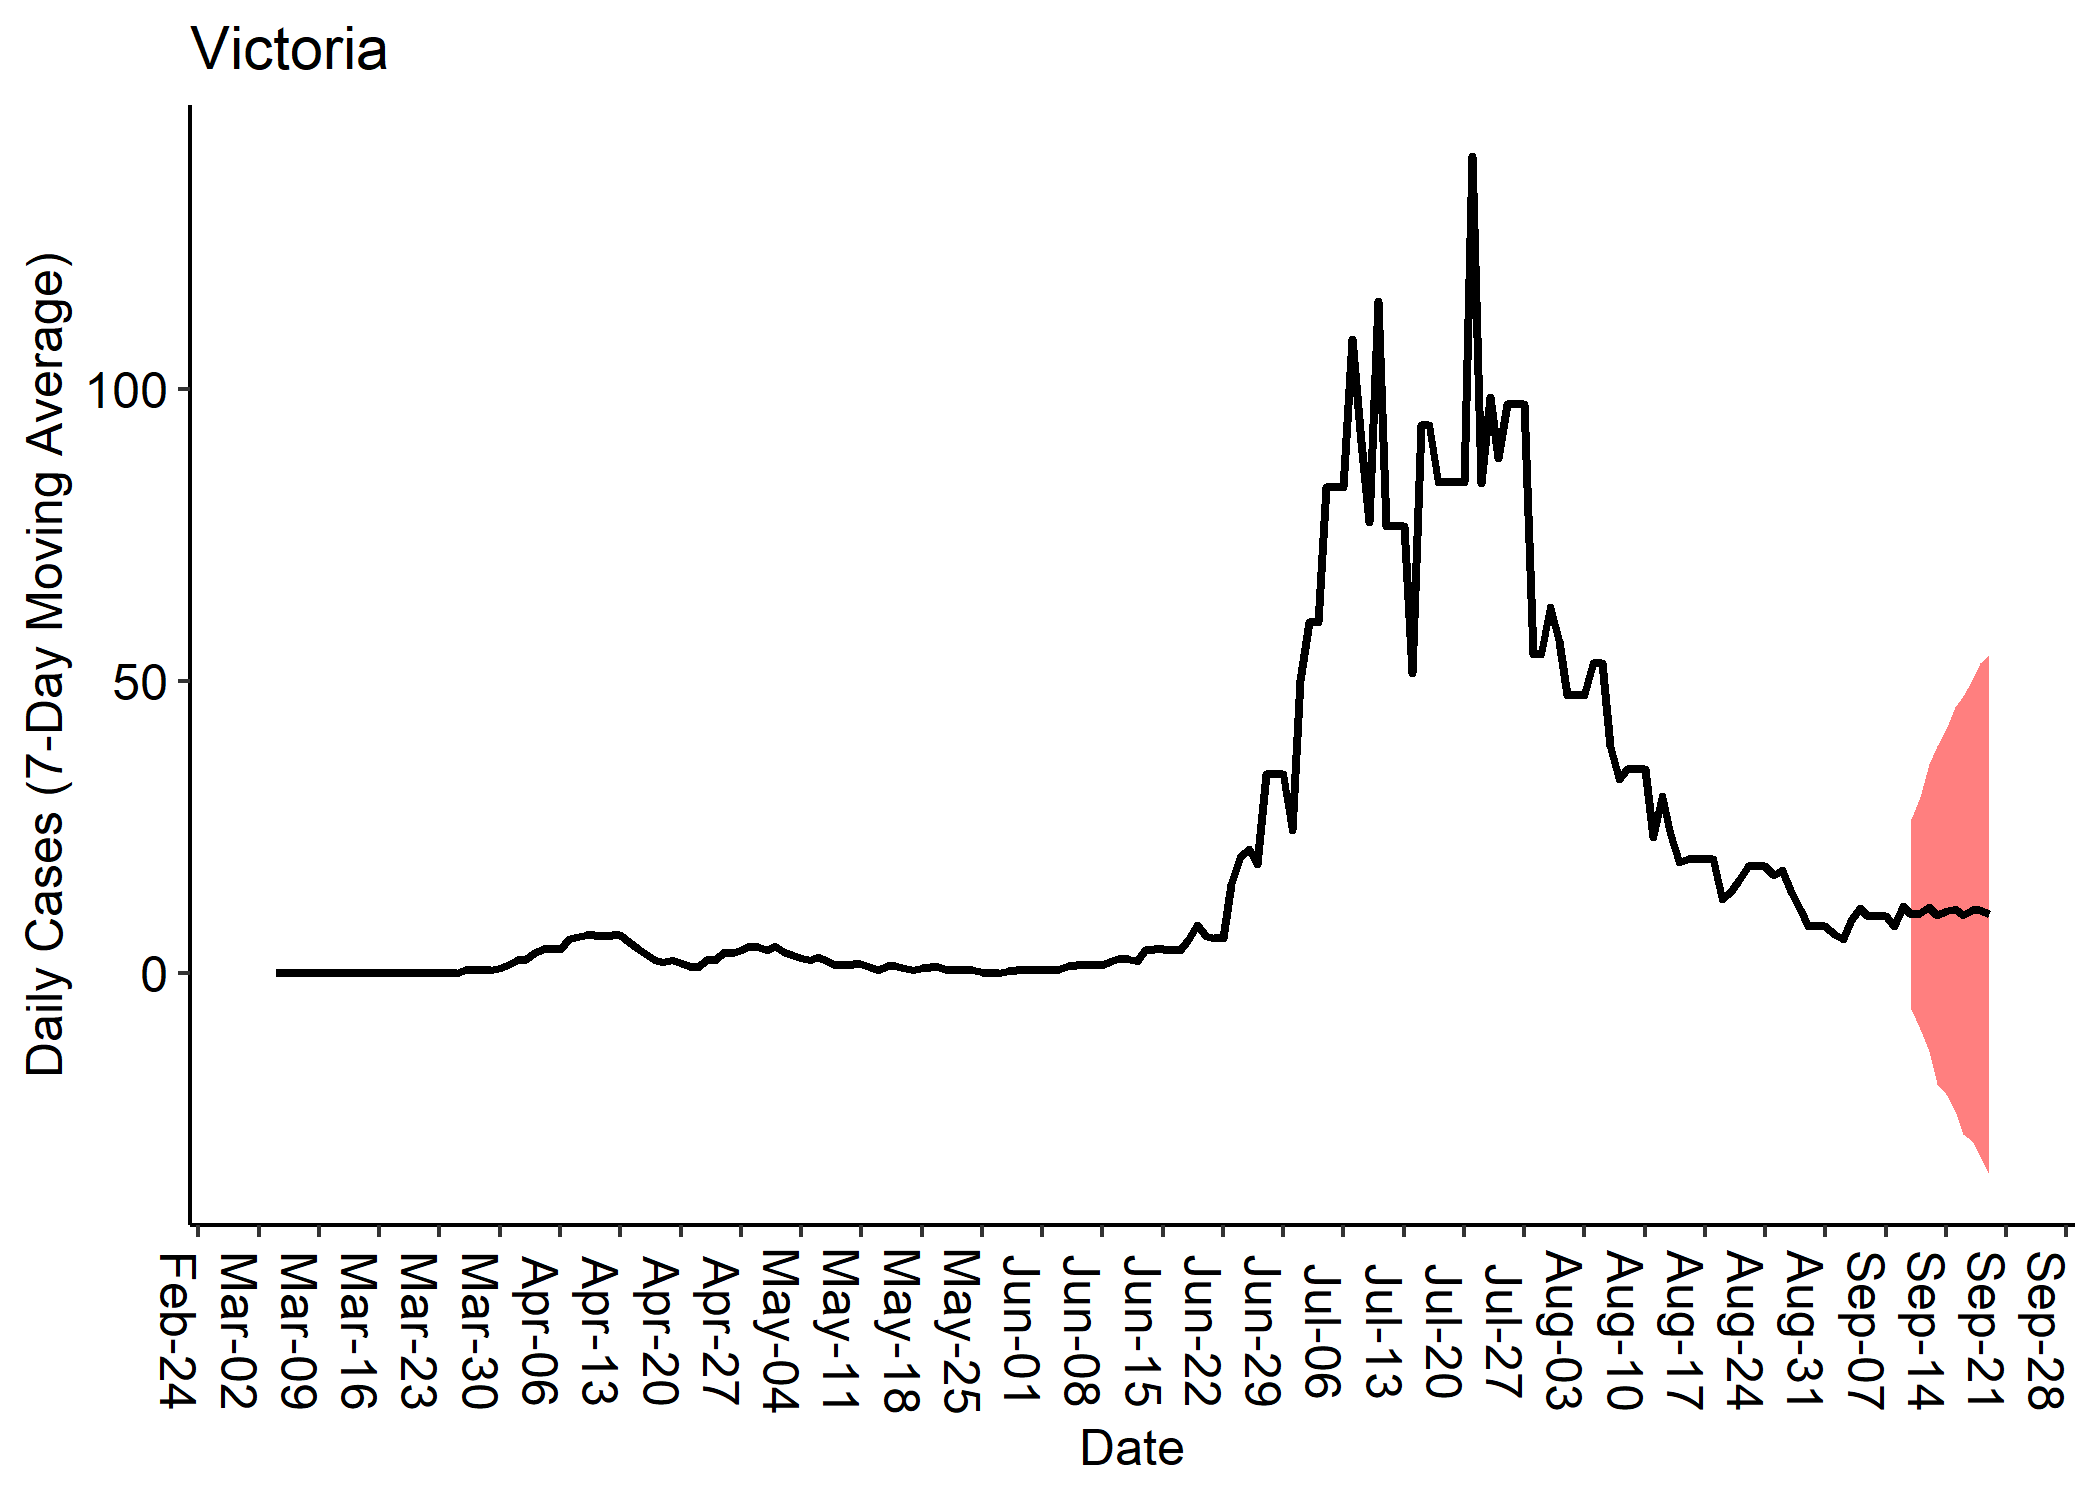 Victoria
Daily Cases (7-Day Moving Average)
100
50
0
Feb-24
Mar-02
Mar-09
Mar-16
Mar-23
Mar-30
Apr-06
Apr-13
Apr-20
Apr-27
May-04
May-11
May-18
May-25
Jun-01
Jun-08
Jun-15
Jun-22
Jun-29
Jul-06
Jul-13
Jul-20
Jul-27
Aug-03
Aug-10
Aug-17
Aug-24
Aug-31
Sep-07
Sep-14
Sep-21
Sep-28
Date